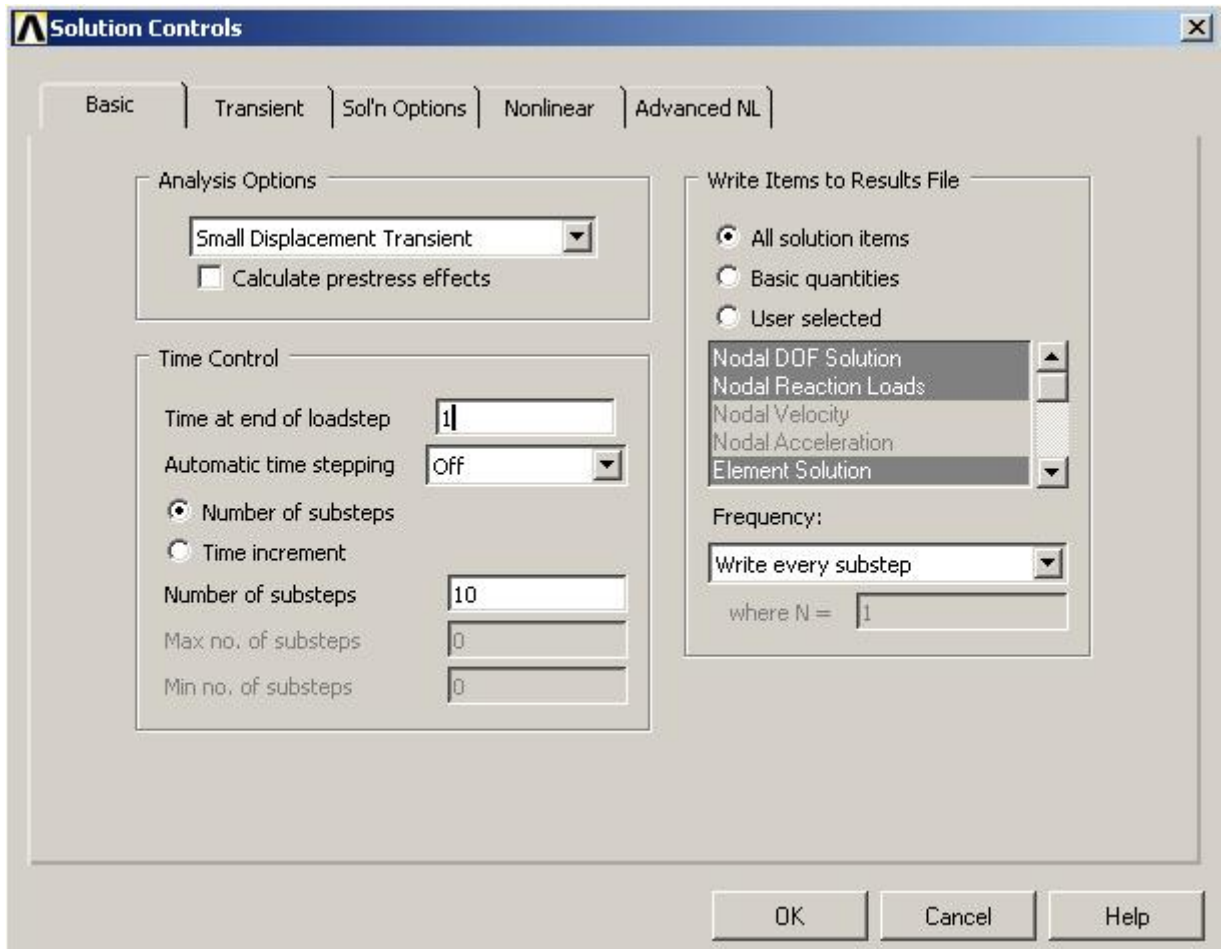 Solution Controls
Basic
Transient
Sol'n Options
Nonlinear
Advanced NL
Analysis Options
Small Displacement Transient
Calculate prestress effects
Time Control
Time at end of loadstep 1
Automatic time stepping Off
Number of substeps
Time increment
Number of substeps 10
Max no. of substeps 0
Min no. of substeps 0
Write Items to Results File
All solution items
Basic quantities
User selected
Nodal DOF Solution
Nodal Reaction Loads
Nodal Velocity
Nodal Acceleration
Element Solution
Frequency:
Write every substep
where N = 1
OK
Cancel
Help